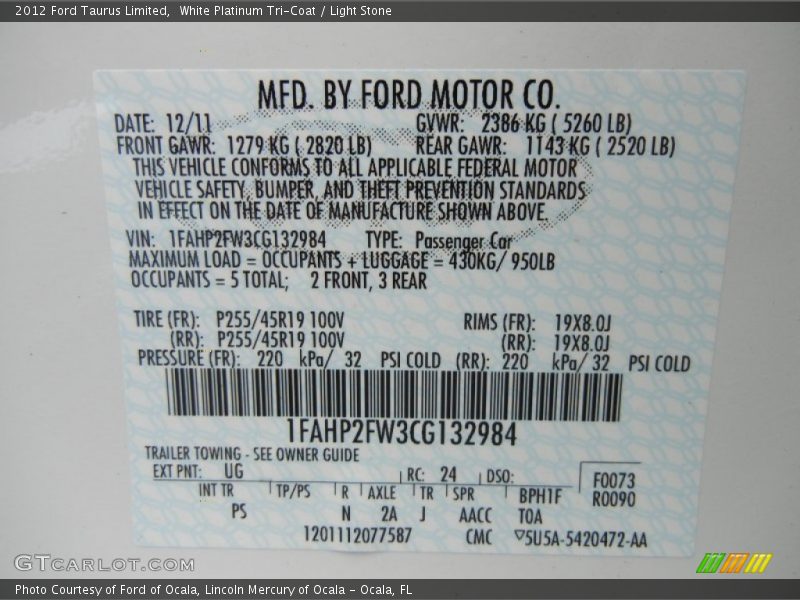 2012 Ford Taurus Limited, White Platinum Tri-Coat / Light Stone
MFD. BY FORD MOTOR CO.
DATE: 12/11 GVWR: 2386 KG ( 5260 LB)
FRONT GAWR: 1279 KG ( 2820 LB) REAR GAWR: 1143 KG ( 2520 LB)
THIS VEHICLE CONFORMS TO ALL APPLICABLE FEDERAL MOTOR
VEHICLE SAFETY, BUMPER, AND THEFT PREVENTION STANDARDS
IN EFFECT ON THE DATE OF MANUFACTURE SHOWN ABOVE.
VIN: 1FAHP2FW3CG132984 TYPE: Passenger Car
MAXIMUM LOAD = OCCUPANTS + LUGGAGE = 430KG/ 950LB
OCCUPANTS = 5 TOTAL; 2 FRONT, 3 REAR
TIRE (FR): P255/45R19 100V RIMS (FR): 19X8.0J
(RR): P255/45R19 100V (RR): 19X8.0J
PRESSURE (FR): 220 kPa/ 32 PSI COLD (RR): 220 kPa/ 32 PSI COLD
1FAHP2FW3CG132984
TRAILER TOWING - SEE OWNER GUIDE
EXT PNT: UG RC: 24 DSO: F0073
INT TR TP/PS R AXLE TR SPR BPH1F R0090
PS N 2A J AACC TOA
1201112077587 CMC ▽5U5A-5420472-AA
GTCARLOT.COM
Photo Courtesy of Ford of Ocala, Lincoln Mercury of Ocala - Ocala, FL